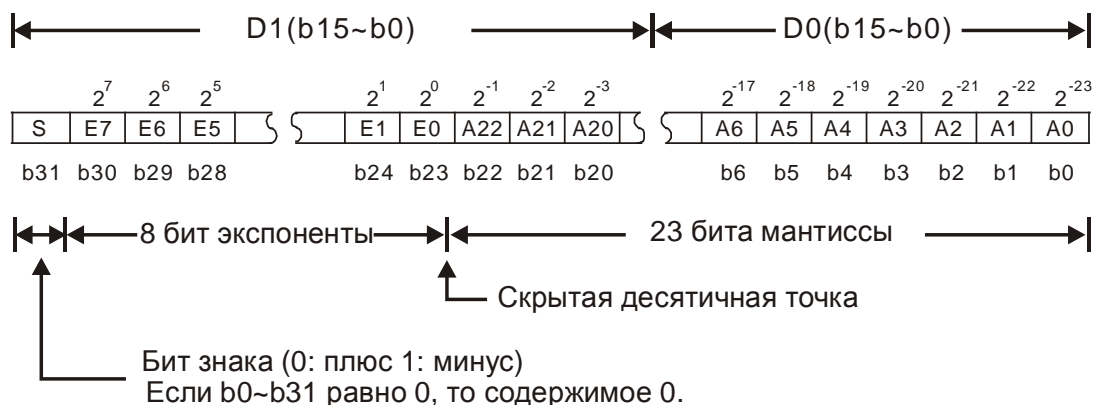 D1(b15~b0) D0(b15~b0)
2^7 2^6 2^5 2^1 2^0 2^-1 2^-2 2^-3 2^-17 2^-18 2^-19 2^-20 2^-21 2^-22 2^-23
S E7 E6 E5 E1 E0 A22 A21 A20 A6 A5 A4 A3 A2 A1 A0
b31 b30 b29 b28 b24 b23 b22 b21 b20 b6 b5 b4 b3 b2 b1 b0
8 бит экспоненты 23 бита мантиссы
Скрытая десятичная точка
Бит знака (0: плюс 1: минус)
Если b0~b31 равно 0, то содержимое 0.